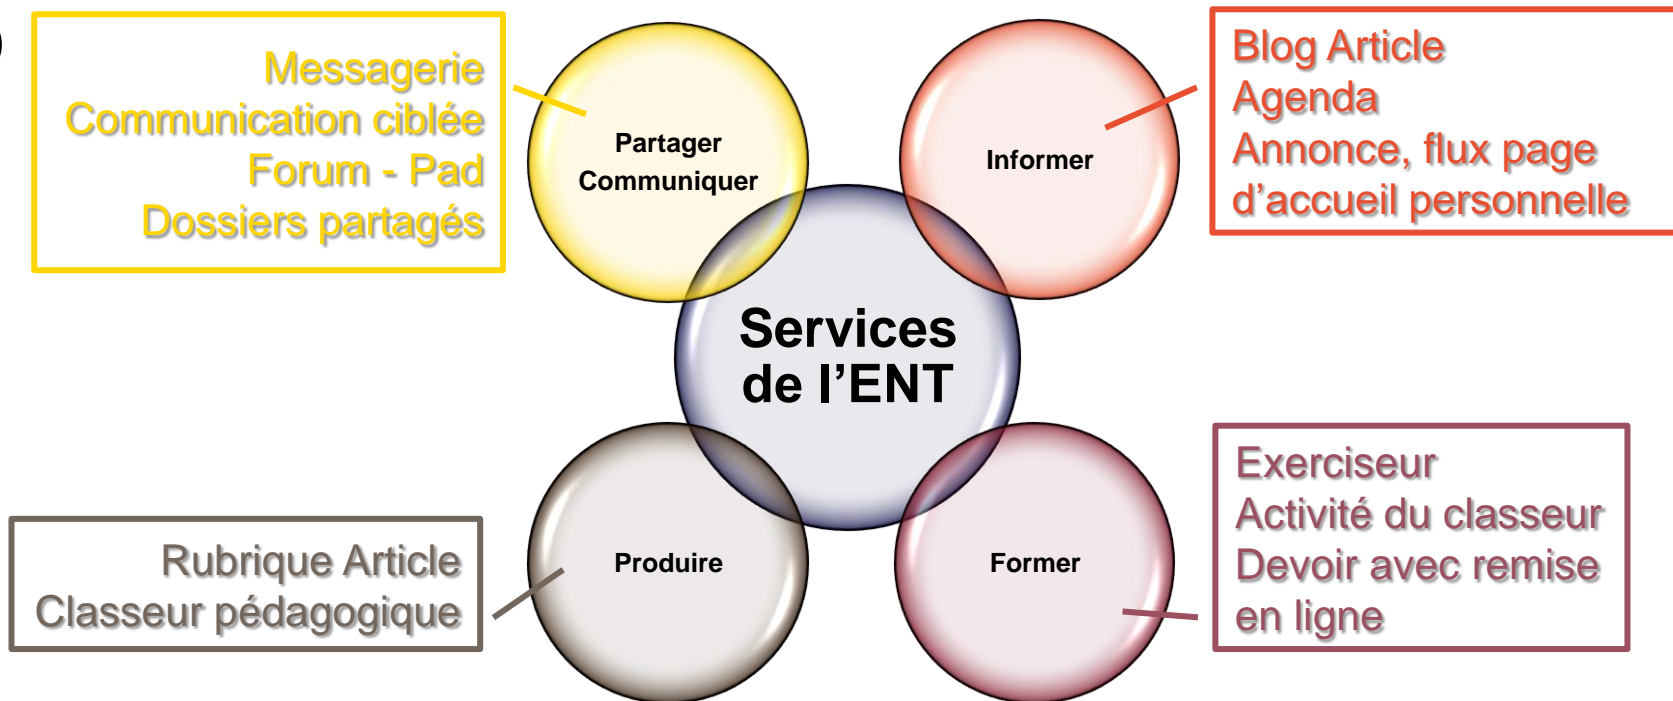 Messagerie
Communication ciblée
Forum - Pad
Dossiers partagés
Partager
Communiquer
Informer
Blog Article
Agenda
Annonce, flux page
d’accueil personnelle
Services
de l’ENT
Rubrique Article
Classeur pédagogique
Produire
Former
Exerciseur
Activité du classeur
Devoir avec remise
en ligne